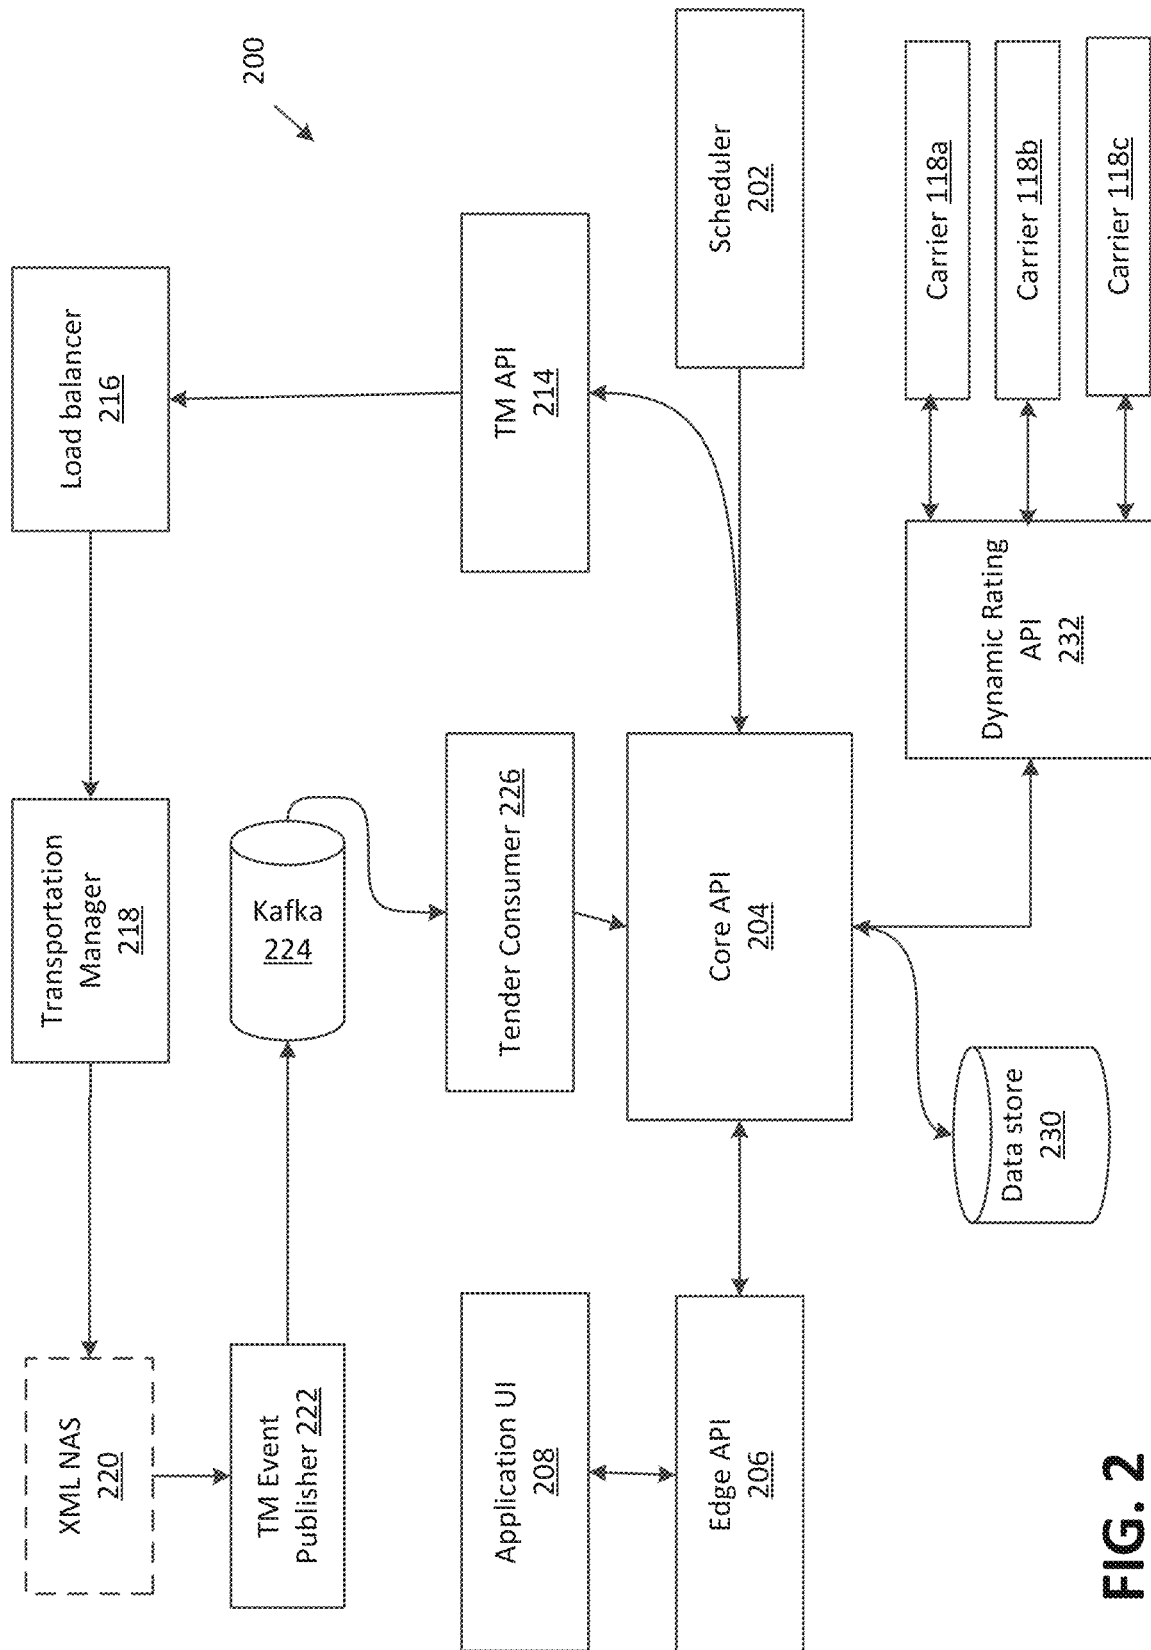 200
XML NAS
220
Transportation
Manager
218
Load balancer
216
TM Event
Publisher 222
Kafka
224
Application UI
208
Tender Consumer 226
TM API
214
Edge API
206
Core API
204
Scheduler
202
Data store
230
Dynamic Rating
API
232
Carrier 118a
Carrier 118b
Carrier 118c
FIG. 2